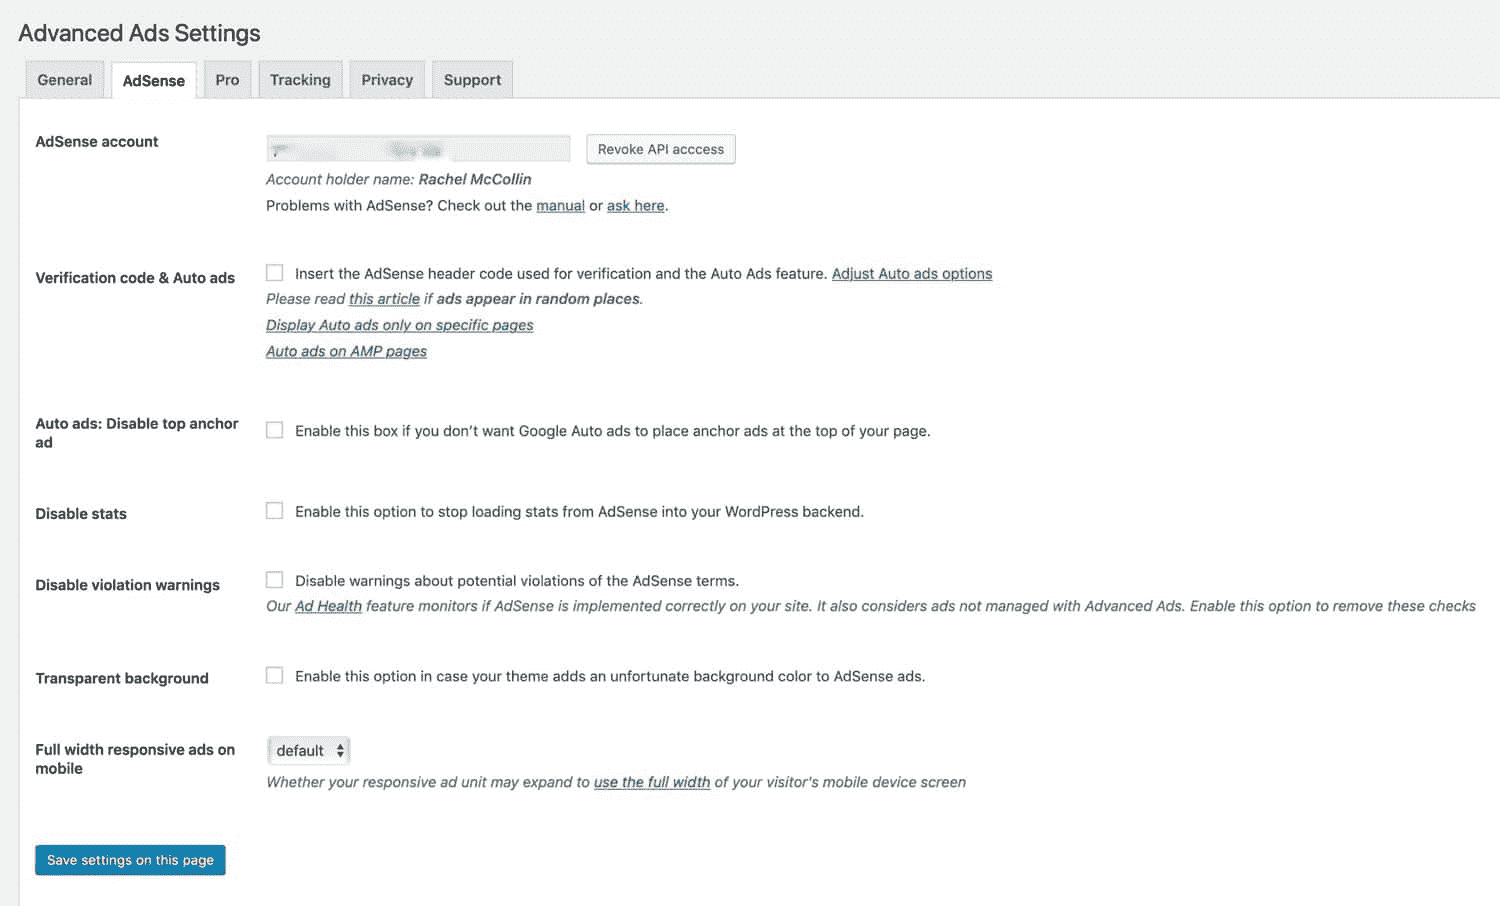 Advanced Ads Settings
General AdSense Pro Tracking Privacy Support
AdSense account
Revoke API acccess
Account holder name: Rachel McCollin
Problems with AdSense? Check out the manual or ask here.
Verification code & Auto ads
Insert the AdSense header code used for verification and the Auto Ads feature. Adjust Auto ads options
Please read this article if ads appear in random places.
Display Auto ads only on specific pages
Auto ads on AMP pages
Auto ads: Disable top anchor
ad
Enable this box if you don't want Google Auto ads to place anchor ads at the top of your page.
Disable stats
Enable this option to stop loading stats from AdSense into your WordPress backend.
Disable violation warnings
Disable warnings about potential violations of the AdSense terms.
Our Ad Health feature monitors if AdSense is implemented correctly on your site. It also considers ads not managed with Advanced Ads. Enable this option to remove these checks
Transparent background
Enable this option in case your theme adds an unfortunate background color to AdSense ads.
Full width responsive ads on
mobile
default
Whether your responsive ad unit may expand to use the full width of your visitor's mobile device screen
Save settings on this page